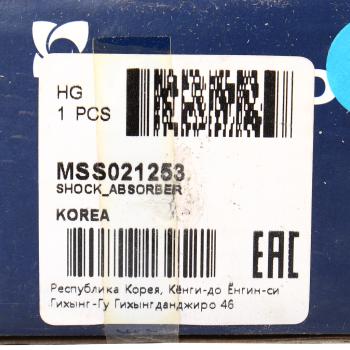 HG
1 PCS
MSS021253
SHOCK_ABSORBER
KOREA
EAC
Республика Корея, Кёнги-до Ёнгин-си
Гихынг-Гу Гихынгданджиро 46